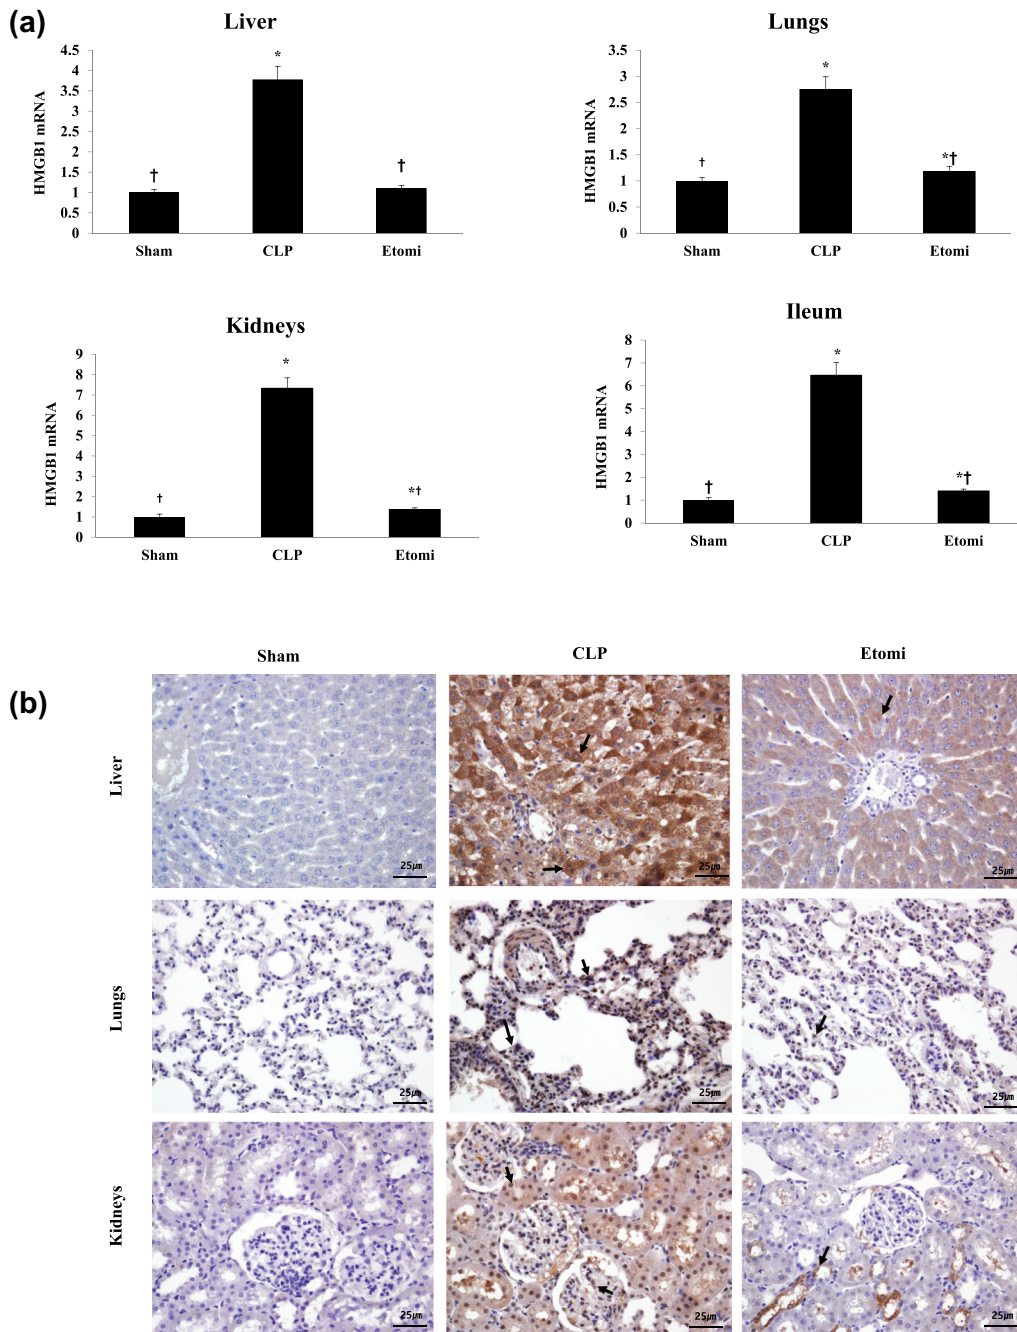 (a)
Liver
HMGB1 mRNA
4.5
4
3.5
3
2.5
2
1.5
1
0.5
0
†
*
†
Sham CLP Etomi
Lungs
HMGB1 mRNA
3.5
3
2.5
2
1.5
1
0.5
0
†
*
*†
Sham CLP Etomi
Kidneys
HMGB1 mRNA
9
8
7
6
5
4
3
2
1
0
†
*
*†
Sham CLP Etomi
Ileum
HMGB1 mRNA
8
7
6
5
4
3
2
1
0
†
*
*†
Sham CLP Etomi
(b)
Sham CLP Etomi
Liver
25µm 25µm 25µm
Lungs
25µm 25µm 25µm
Kidneys
25µm 25µm 25µm